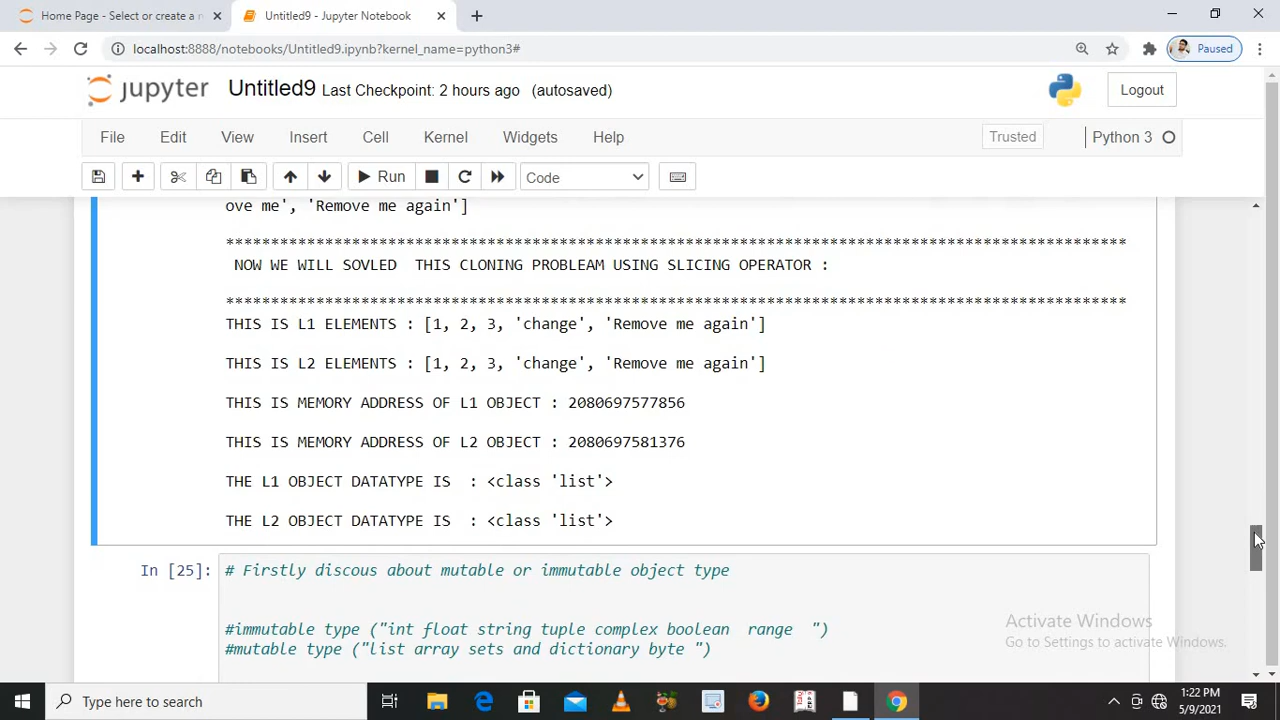 Home Page - Select or create a n
Untitled9 - Jupyter Notebook
localhost:8888/notebooks/Untitled9.ipynb?kernel_name=python3#
Paused
jupyter Untitled9 Last Checkpoint: 2 hours ago (autosaved)
Logout
File Edit View Insert Cell Kernel Widgets Help
Trusted
Python 3
Run
Code
ove me', 'Remove me again']
****************************************************************************************************
NOW WE WILL SOVLED  THIS CLONING PROBLEAM USING SLICING OPERATOR :
****************************************************************************************************
THIS IS L1 ELEMENTS : [1, 2, 3, 'change', 'Remove me again']
THIS IS L2 ELEMENTS : [1, 2, 3, 'change', 'Remove me again']
THIS IS MEMORY ADDRESS OF L1 OBJECT : 2080697577856
THIS IS MEMORY ADDRESS OF L2 OBJECT : 2080697581376
THE L1 OBJECT DATATYPE IS  : <class 'list'>
THE L2 OBJECT DATATYPE IS  : <class 'list'>
In [25]: # Firstly discous about mutable or immutable object type
#immutable type ("int float string tuple complex boolean  range  ")
#mutable type ("list array sets and dictionary byte ")
Activate Windows
Go to Settings to activate Windows.
Type here to search
1:22 PM
5/9/2021